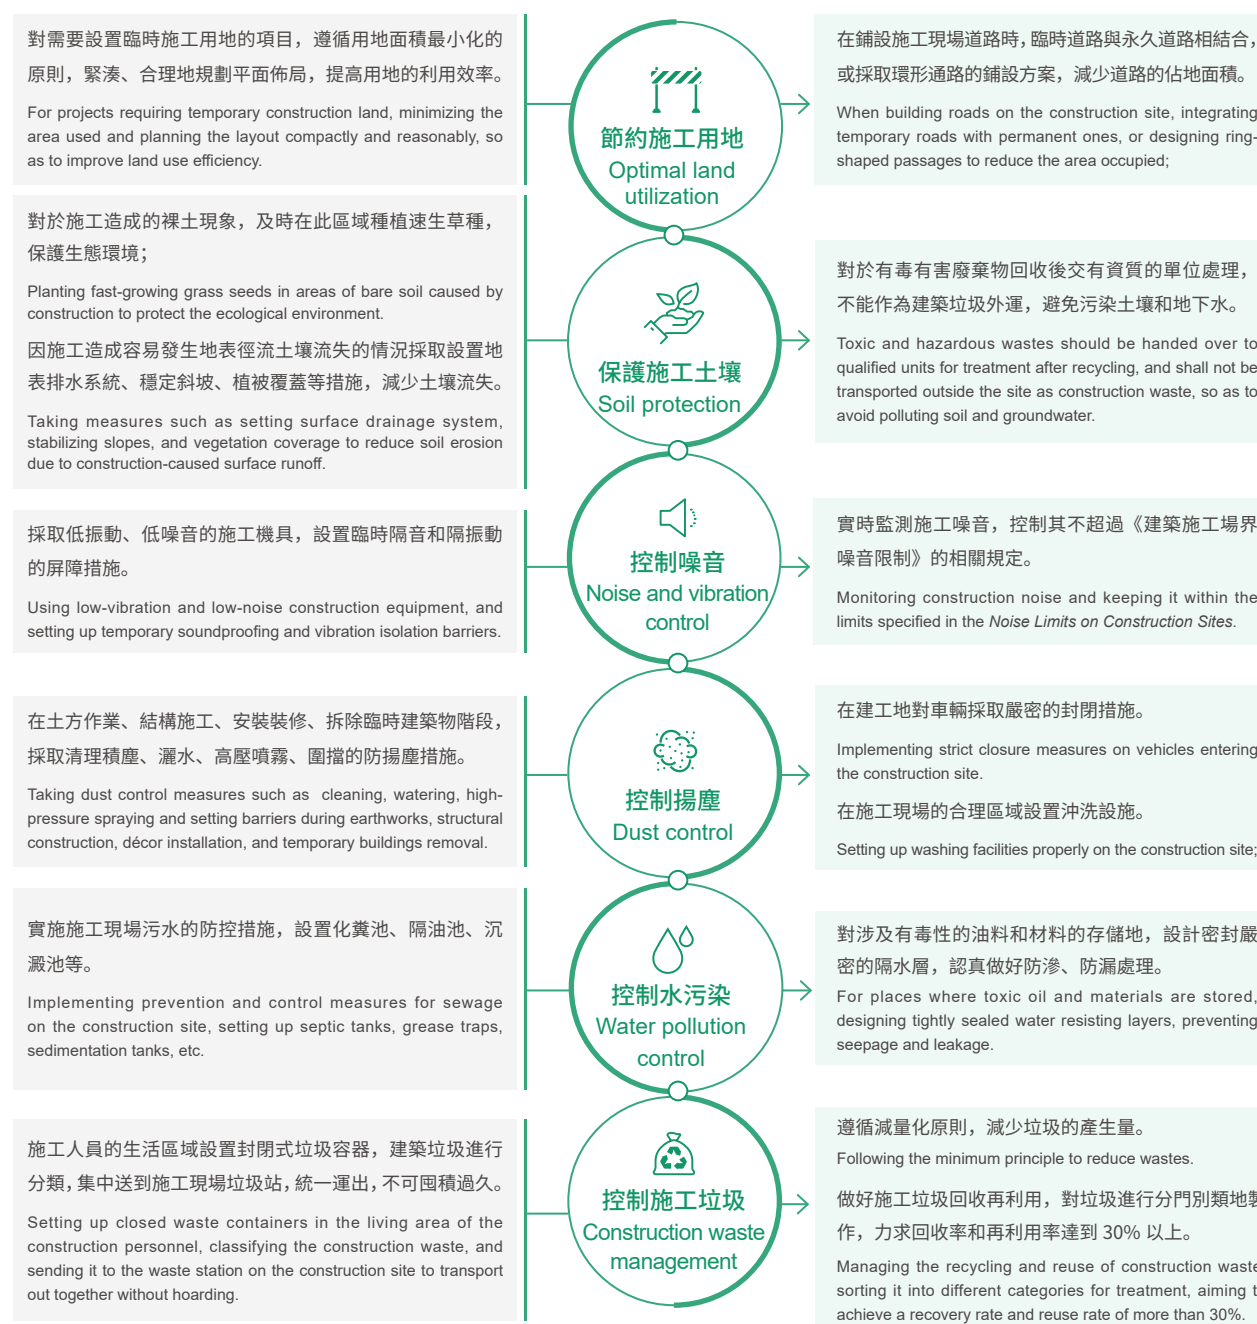 對需要設置臨時施工用地的項目，遵循用地面積最小化的
原則，緊湊、合理地規劃平面佈局，提高用地的利用效率。
For projects requiring temporary construction land, minimizing the
area used and planning the layout compactly and reasonably, so
as to improve land use efficiency.
節約施工用地
Optimal land
utilization
在鋪設施工現場道路時，臨時道路與永久道路相結合，
或採取環形通路的鋪設方案，減少道路的佔地面積。
When building roads on the construction site, integrating
temporary roads with permanent ones, or designing ring-
shaped passages to reduce the area occupied;
對於施工造成的裸土現象，及時在此區域種植速生草種，
保護生態環境；
Planting fast-growing grass seeds in areas of bare soil caused by
construction to protect the ecological environment.
因施工造成容易發生地表徑流土壤流失的情況採取設置地
表排水系統、穩定斜坡、植被覆蓋等措施，減少土壤流失。
Taking measures such as setting surface drainage system,
stabilizing slopes, and vegetation coverage to reduce soil erosion
due to construction-caused surface runoff.
保護施工土壤
Soil protection
對於有毒有害廢棄物回收後交有資質的單位處理，
不能作為建築垃圾外運，避免污染土壤和地下水。
Toxic and hazardous wastes should be handed over to
qualified units for treatment after recycling, and shall not be
transported outside the site as construction waste, so as to
avoid polluting soil and groundwater.
採取低振動、低噪音的施工機具，設置臨時隔音和隔振動
的屏障措施。
Using low-vibration and low-noise construction equipment, and
setting up temporary soundproofing and vibration isolation barriers.
控制噪音
Noise and vibration
control
實時監測施工噪音，控制其不超過《建築施工場界
噪音限制》的相關規定。
Monitoring construction noise and keeping it within the
limits specified in the Noise Limits on Construction Sites.
在土方作業、結構施工、安裝裝修、拆除臨時建築物階段，
採取清理積塵、灑水、高壓噴霧、圍擋的防揚塵措施。
Taking dust control measures such as cleaning, watering, high-
pressure spraying and setting barriers during earthworks, structural
construction, décor installation, and temporary buildings removal.
控制揚塵
Dust control
在建工地對車輛採取嚴密的封閉措施。
Implementing strict closure measures on vehicles entering
the construction site.
在施工現場的合理區域設置沖洗設施。
Setting up washing facilities properly on the construction site;
實施施工現場污水的防控措施，設置化糞池、隔油池、沉
澱池等。
Implementing prevention and control measures for sewage
on the construction site, setting up septic tanks, grease traps,
sedimentation tanks, etc.
控制水污染
Water pollution
control
對涉及有毒性的油料和材料的存儲地，設計密封嚴
密的隔水層，認真做好防滲、防漏處理。
For places where toxic oil and materials are stored,
designing tightly sealed water resisting layers, preventing
seepage and leakage.
施工人員的生活區域設置封閉式垃圾容器，建築垃圾進行
分類，集中送到施工現場垃圾站，統一運出，不可囤積過久。
Setting up closed waste containers in the living area of the
construction personnel, classifying the construction waste, and
sending it to the waste station on the construction site to transport
out together without hoarding.
控制施工垃圾
Construction waste
management
遵循減量化原則，減少垃圾的產生量。
Following the minimum principle to reduce wastes.
做好施工垃圾回收再利用，對垃圾進行分門別類地製
作，力求回收率和再利用率達到 30% 以上。
Managing the recycling and reuse of construction waste
sorting it into different categories for treatment, aiming t
achieve a recovery rate and reuse rate of more than 30%.